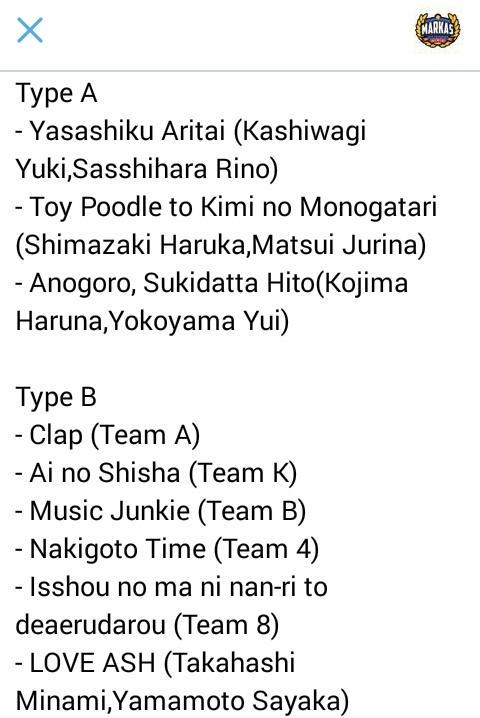 MARKAS
Type A
- Yasashiku Aritai (Kashiwagi
Yuki,Sasshihara Rino)
- Toy Poodle to Kimi no Monogatari
(Shimazaki Haruka,Matsui Jurina)
- Anogoro, Sukidatta Hito(Kojima
Haruna,Yokoyama Yui)
Type B
- Clap (Team A)
- Ai no Shisha (Team K)
- Music Junkie (Team B)
- Nakigoto Time (Team 4)
- Isshou no ma ni nan-ri to
deaerudarou (Team 8)
- LOVE ASH (Takahashi
Minami,Yamamoto Sayaka)